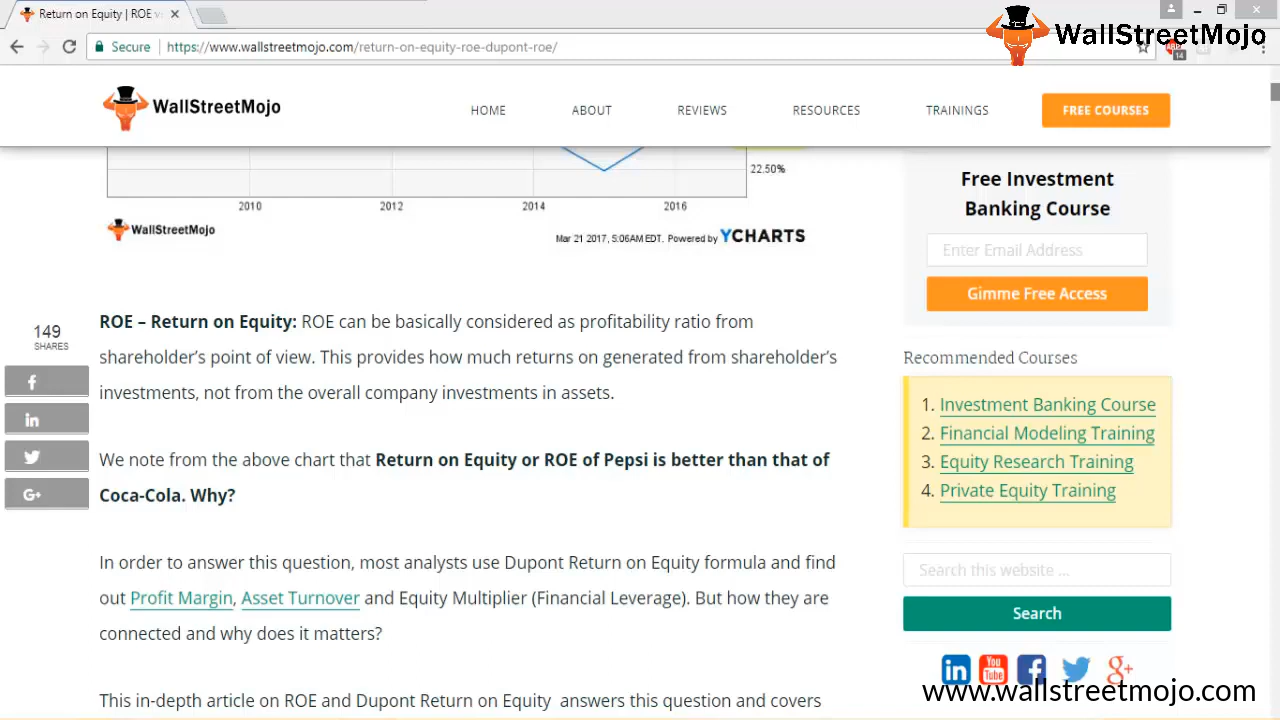 Return on Equity | ROE v
Secure
https://www.wallstreetmojo.com/return-on-equity-roe-dupont-roe/
WallStreetMojo
14
WallStreetMojo
HOME
ABOUT
REVIEWS
RESOURCES
TRAININGS
FREE COURSES
22.50%
2010
2012
2014
2016
WallStreetMojo
Mar 21 2017, 5:06AM EDT. Powered by YCHARTS
Free Investment
Banking Course
Enter Email Address
Gimme Free Access
149
SHARES
ROE – Return on Equity: ROE can be basically considered as profitability ratio from
shareholder's point of view. This provides how much returns on generated from shareholder's
investments, not from the overall company investments in assets.
We note from the above chart that Return on Equity or ROE of Pepsi is better than that of
Coca-Cola. Why?
In order to answer this question, most analysts use Dupont Return on Equity formula and find
out Profit Margin, Asset Turnover and Equity Multiplier (Financial Leverage). But how they are
connected and why does it matters?
This in-depth article on ROE and Dupont Return on Equity answers this question and covers
Recommended Courses
1. Investment Banking Course
2. Financial Modeling Training
3. Equity Research Training
4. Private Equity Training
Search this website ...
Search
in
You
Tube
f
g+
f
in
G+
www.wallstreetmojo.com